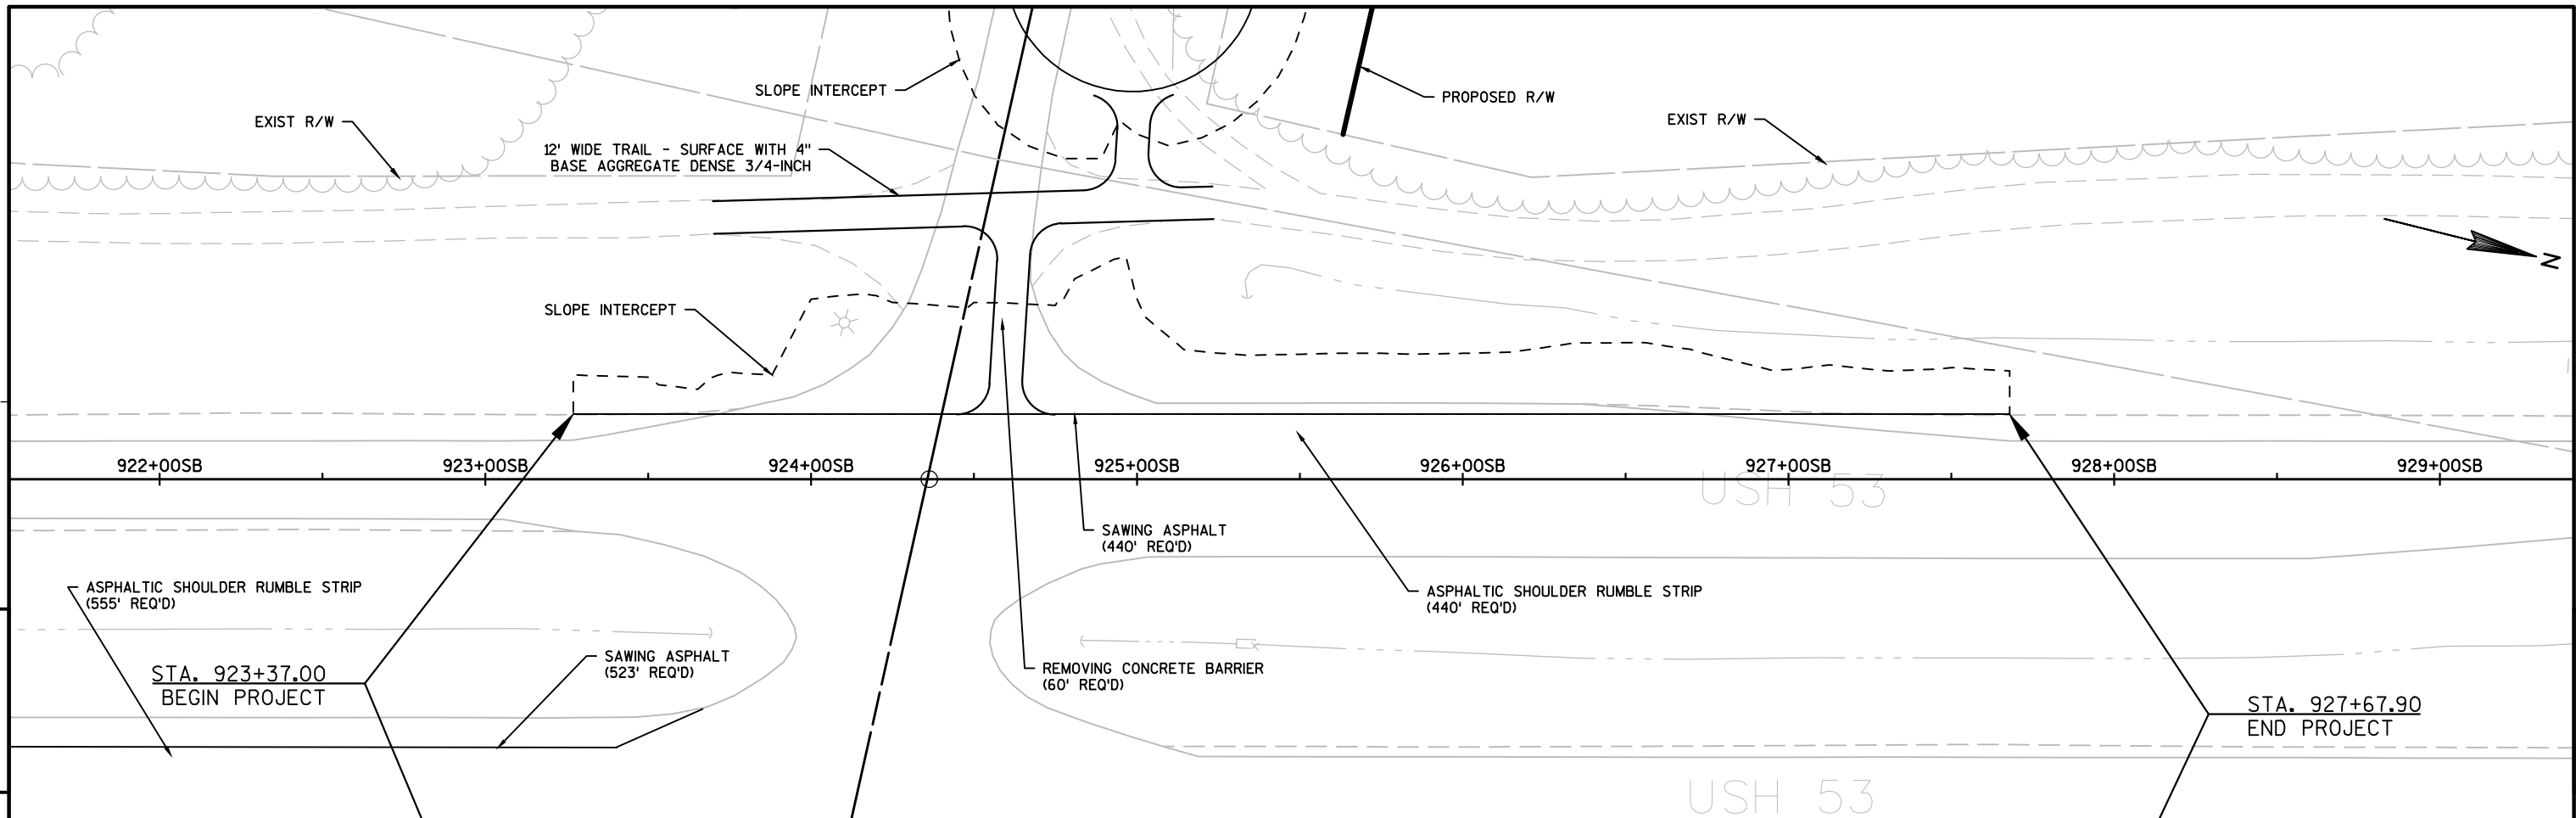 SLOPE INTERCEPT
PROPOSED R/W
EXIST R/W
EXIST R/W
12' WIDE TRAIL - SURFACE WITH 4"
BASE AGGREGATE DENSE 3/4-INCH
N
SLOPE INTERCEPT
922+00SB
923+00SB
924+00SB
925+00SB
926+00SB
927+00SB
928+00SB
929+00SB
USH 53
SAWING ASPHALT
(440' REQ'D)
ASPHALTIC SHOULDER RUMBLE STRIP
(555' REQ'D)
ASPHALTIC SHOULDER RUMBLE STRIP
(440' REQ'D)
SAWING ASPHALT
(523' REQ'D)
REMOVING CONCRETE BARRIER
(60' REQ'D)
STA. 923+37.00
BEGIN PROJECT
STA. 927+67.90
END PROJECT
USH 53